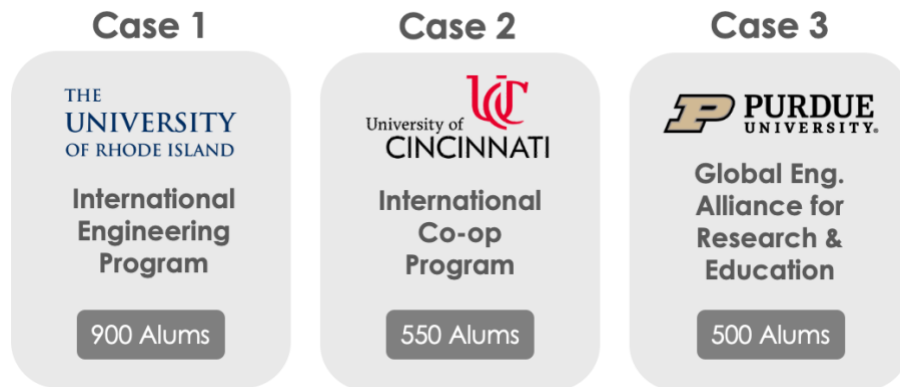 Case 1
THE
UNIVERSITY
OF RHODE ISLAND
International
Engineering
Program
900 Alums
Case 2
UC
University of
CINCINNATI
International
Co-op
Program
550 Alums
Case 3
P PURDUE
UNIVERSITY.
Global Eng.
Alliance for
Research &
Education
500 Alums